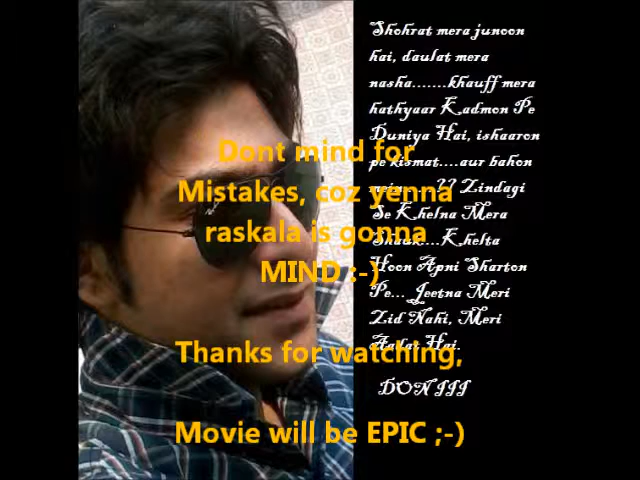 Shohrat mera junoon
hai, daulat mera
nasha.......khauff mera
hathyaar Kadmon Pe
Duniya Hai, ishaaron
pe kismat....aur bahon
?? Zindagi
Se Khelna Mera
Khelta
Hoon Apni Sharton
Pe... Jeetna Meri
Zid Nahi, Meri
Aadat Hai.
DON III
Dont mind for
Mistakes, coz yenna
raskala is gonna
MIND :-)
Thanks for watching,
Movie will be EPIC ;-)